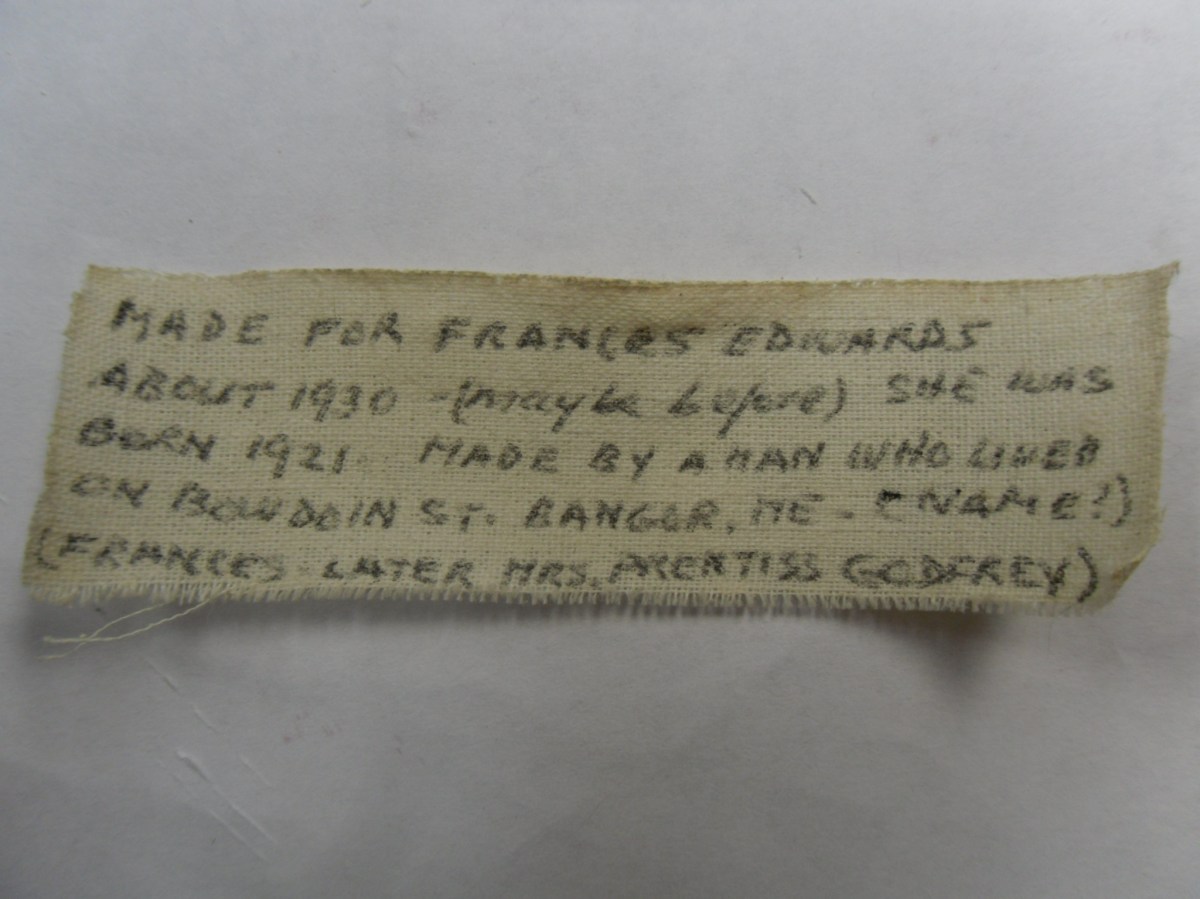 MADE FOR FRANCES EDWARDS
ABOUT 1930 - (maybe before) SHE WAS
BORN 1921. MADE BY A MAN WHO LIVED
ON BOWDOIN ST. BANGOR, ME - (NAME?)
(FRANCES - LATER MRS. PRENTISS GODFREY)